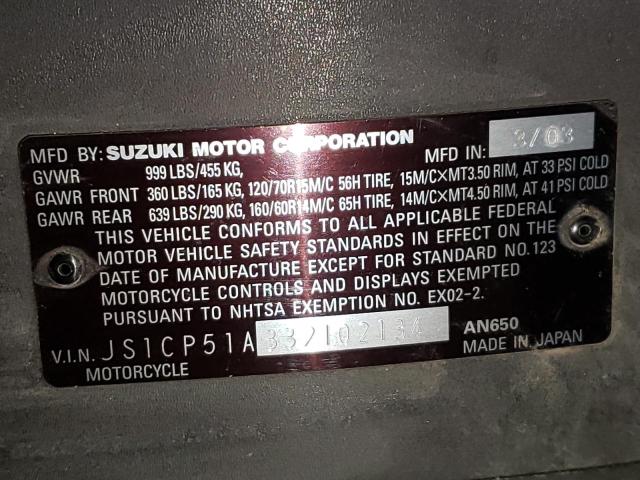 MFD BY: SUZUKI MOTOR CORPORATION MFD IN: 3/03
GVWR 999 LBS/455 KG,
GAWR FRONT 360 LBS/165 KG, 120/70R15M/C 56H TIRE, 15M/C×MT3.50 RIM, AT 33 PSI COLD
GAWR REAR 639 LBS/290 KG, 160/60R14M/C 65H TIRE, 14M/C×MT4.50 RIM, AT 41 PSI COLD
THIS VEHICLE CONFORMS TO ALL APPLICABLE FEDERAL
MOTOR VEHICLE SAFETY STANDARDS IN EFFECT ON THE
DATE OF MANUFACTURE EXCEPT FOR STANDARD NO.123
MOTORCYCLE CONTROLS AND DISPLAYS EXEMPTED
PURSUANT TO NHTSA EXEMPTION NO. EX02-2.
V.I.N. JS1CP51A
AN650
MOTORCYCLE
MADE IN JAPAN